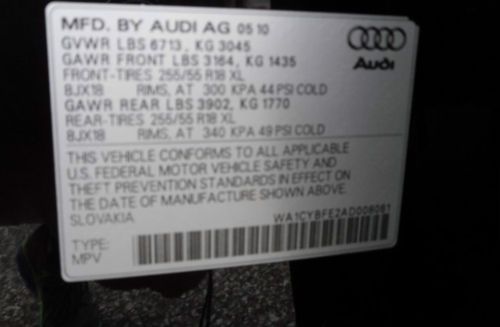 MFD. BY AUDI AG 05 10
GVWR LBS 6713, KG 3045
GAWR FRONT LBS 3164, KG 1435
FRONT-TIRES 255/55 R18 XL
8JX18 RIMS, AT 300 KPA 44 PSI COLD
GAWR REAR LBS 3902, KG 1770
REAR-TIRES 255/55 R18 XL
8JX18 RIMS, AT 340 KPA 49 PSI COLD
Audi
THIS VEHICLE CONFORMS TO ALL APPLICABLE
U.S. FEDERAL MOTOR VEHICLE SAFETY AND
THEFT PREVENTION STANDARDS IN EFFECT ON
THE DATE OF MANUFACTURE SHOWN ABOVE.
SLOVAKIA
WA1CYBFE2AD006061
TYPE:
MPV